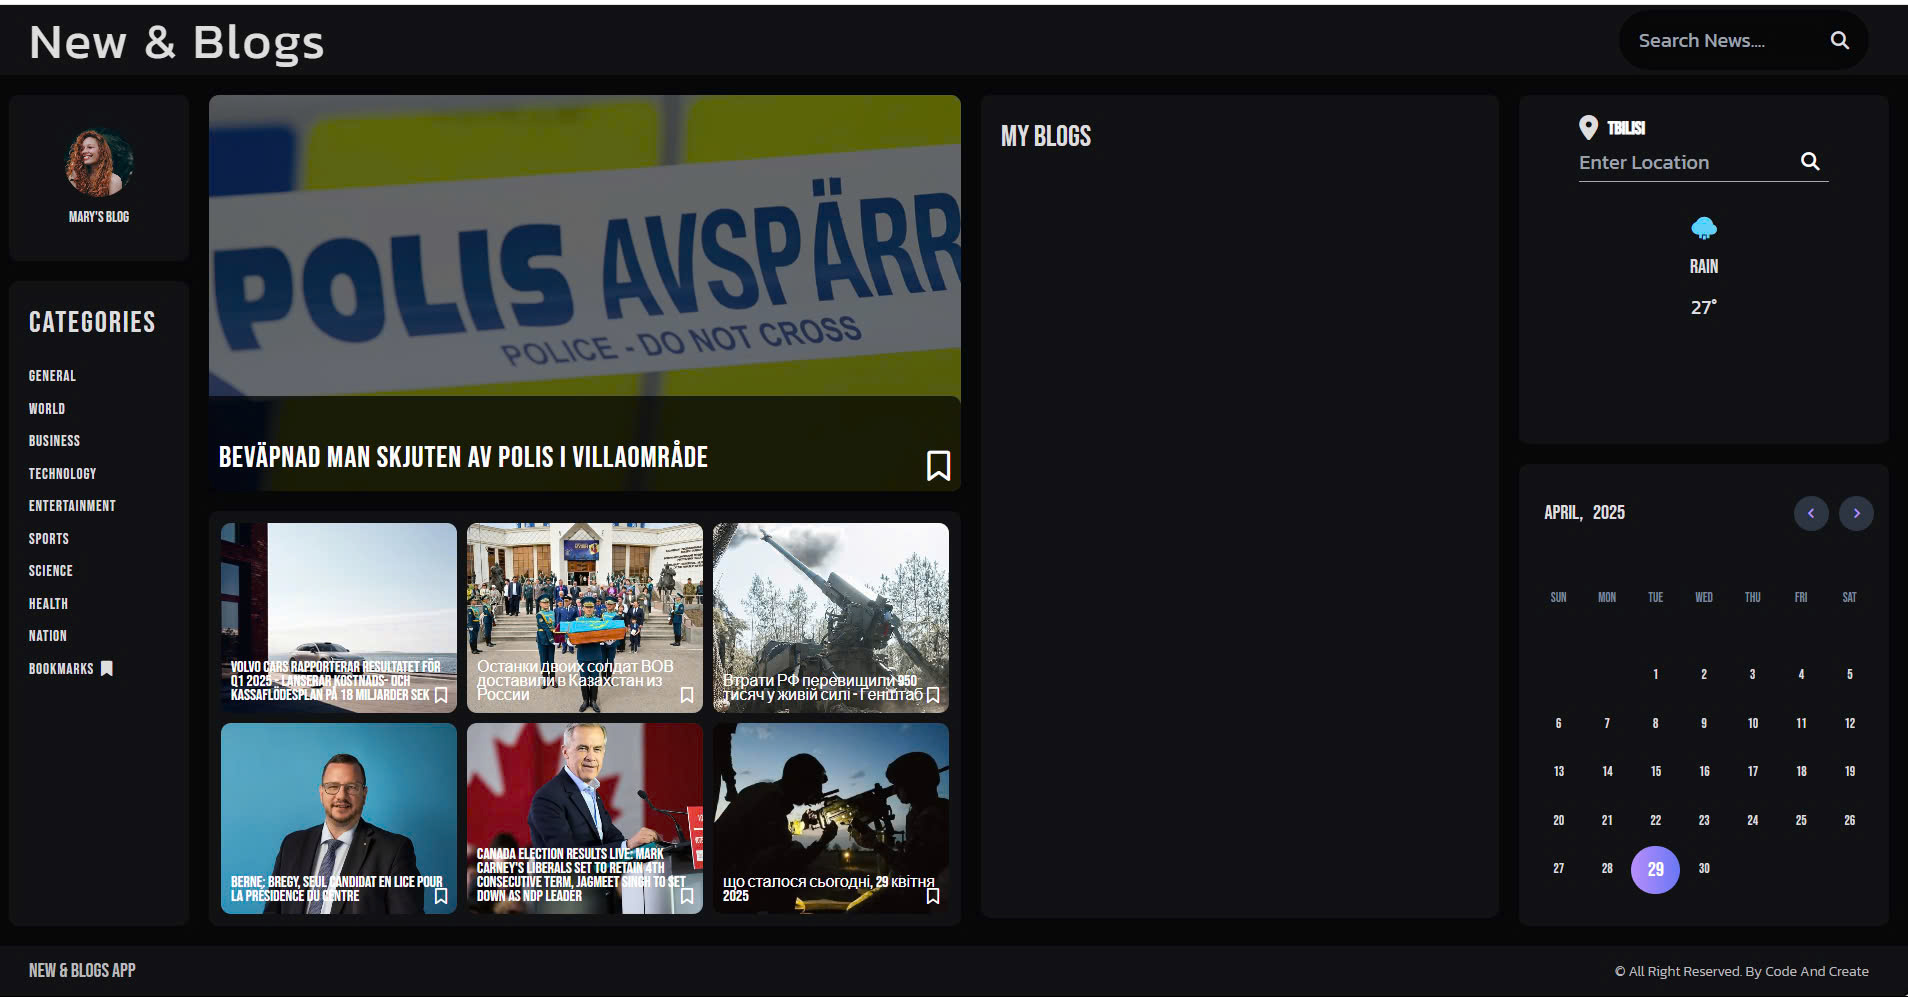 New & Blogs
Search News....
MARY'S BLOG
CATEGORIES
GENERAL
WORLD
BUSINESS
TECHNOLOGY
ENTERTAINMENT
SPORTS
SCIENCE
HEALTH
NATION
BOOKMARKS
POLIS AVSPÄRR
POLICE - DO NOT CROSS
BEVÄPNAD MAN SKJUTEN AV POLIS I VILLAOMRÅDE
VOLVO CARS RAPPORTERAR RESULTATET FÖR
Q1 2025 - LANSERAR KOSTNADS- OCH
KASSAFLÖDESPLAN PÅ 18 MILJARDER SEK
Останки двоих солдат ВОВ
доставили в Казахстан из
России
Втрати РФ перевищили 950
тисяч у живій силі - Генштаб
BERNE: BREGY, SEUL CANDIDAT EN LICE POUR
LA PRÉSIDENCE DU CENTRE
CANADA ELECTION RESULTS LIVE: MARK
CARNEY'S LIBERALS SET TO RETAIN 4TH
CONSECUTIVE TERM, JAGMEET SINGH TO SET
DOWN AS NDP LEADER
що сталося сьогодні, 29 квітня
2025
MY BLOGS
TBILISI
Enter Location
RAIN
27°
APRIL, 2025
SUN MON TUE WED THU FRI SAT
1 2 3 4 5
6 7 8 9 10 11 12
13 14 15 16 17 18 19
20 21 22 23 24 25 26
27 28 29 30
NEW & BLOGS APP
© All Right Reserved. By Code And Create